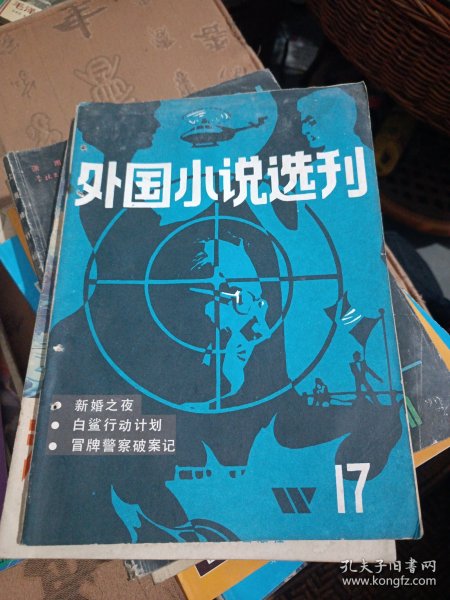 外国小说选刊
新婚之夜
白鲨行动计划
冒牌警察破案记
17
孔夫子旧书网
www.kongfz.com